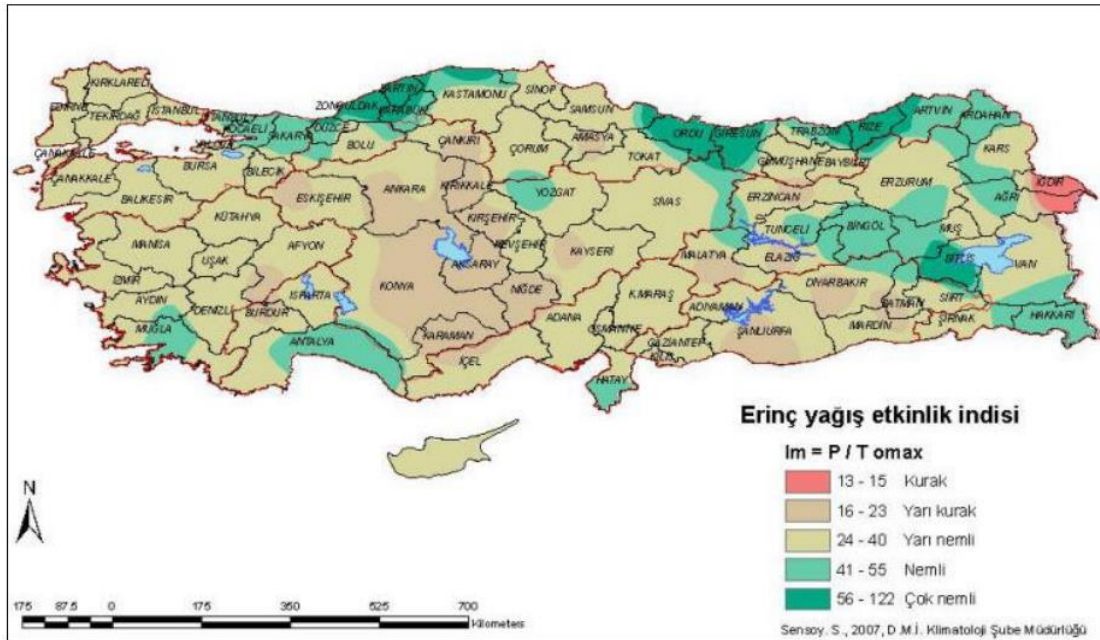 KIRKLARELİ
EDİRNE
TEKİRDAĞ
İSTANBUL
İSTANBUL
KOCAELİ
YALOVA
SAKARYA
DÜZCE
ZONGULDAK
BARTIN
KARABÜK
KASTAMONU
SİNOP
SAMSUN
ORDU
GİRESUN
TRABZON
RİZE
ARTVİN
ARDAHAN
KARS
IĞDIR
AĞRI
ERZURUM
BAYBURT
GÜMÜŞHANE
ERZİNCAN
TOKAT
AMASYA
ÇORUM
ÇANKIRI
BOLU
BİLECİK
BURSA
ÇANAKKALE
ÇANAKKALE
BALIKESİR
KÜTAHYA
ESKİŞEHİR
ANKARA
KIRIKKALE
KIRŞEHİR
YOZGAT
SİVAS
TUNCELİ
BİNGÖL
MUŞ
BİTLİS
VAN
ELAZIĞ
MALATYA
KAYSERİ
NEVŞEHİR
AKSARAY
NİĞDE
KONYA
AFYON
UŞAK
MANİSA
İZMİR
AYDIN
DENİZLİ
MUĞLA
BURDUR
ISPARTA
ANTALYA
KARAMAN
İÇEL
ADANA
OSMANİYE
K.MARAŞ
HATAY
KİLİS
GAZİANTEP
ADIYAMAN
ŞANLIURFA
DİYARBAKIR
MARDİN
BATMAN
SİİRT
ŞIRNAK
HAKKARİ
Erinç yağış etkinlik indisi
Im = P / T omax
13 - 15 Kurak
16 - 23 Yarı kurak
24 - 40 Yarı nemli
41 - 55 Nemli
56 - 122 Çok nemli
N
175 87.5 0 175 350 525 700
Kilometers
Sensoy. S., 2007, D.M.İ. Klimatoloji Şube Müdürlüğü